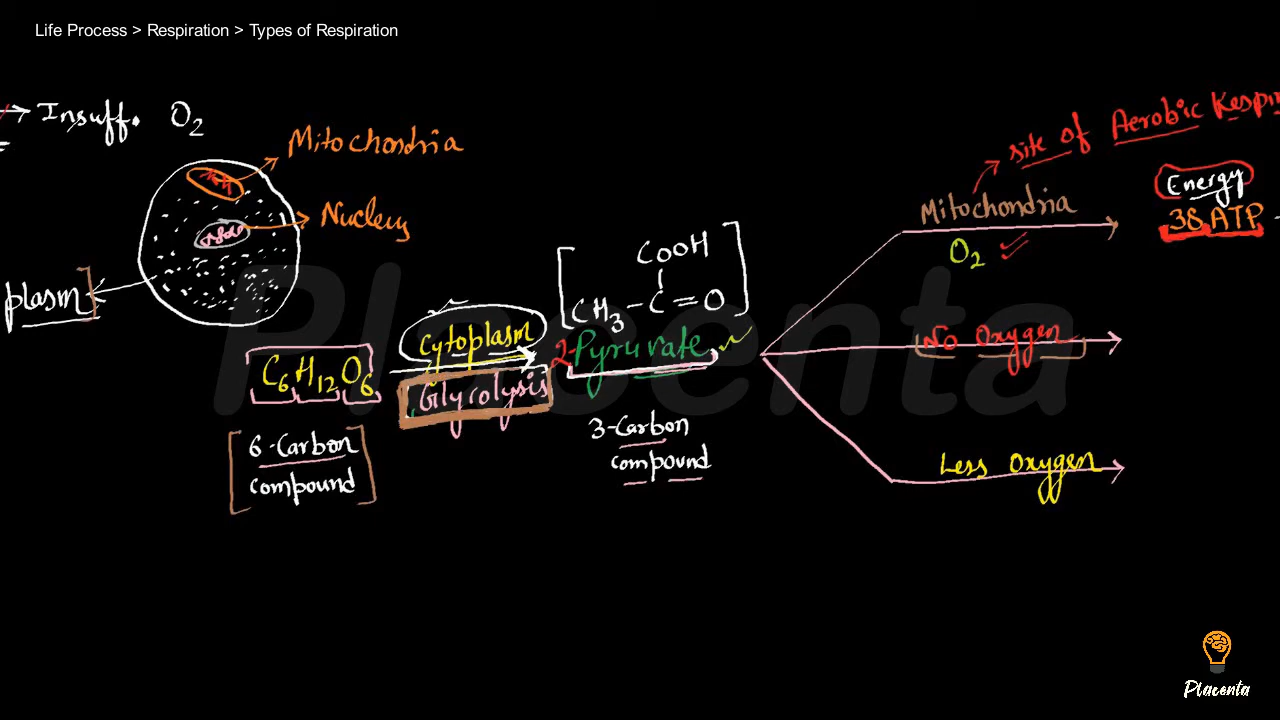 Life Process > Respiration > Types of Respiration
Insuff. O2
Mitochondria
Nucleus
plasm
C6H12O6
6-Carbon
compound
cytoplasm
Glycolysis
COOH
CH3-C=O
2-Pyruvate
3-Carbon
compound
site of Aerobic Respi
Mitochondria
O2
Energy
38 ATP
No Oxygen
Less Oxygen
Placenta
Placenta